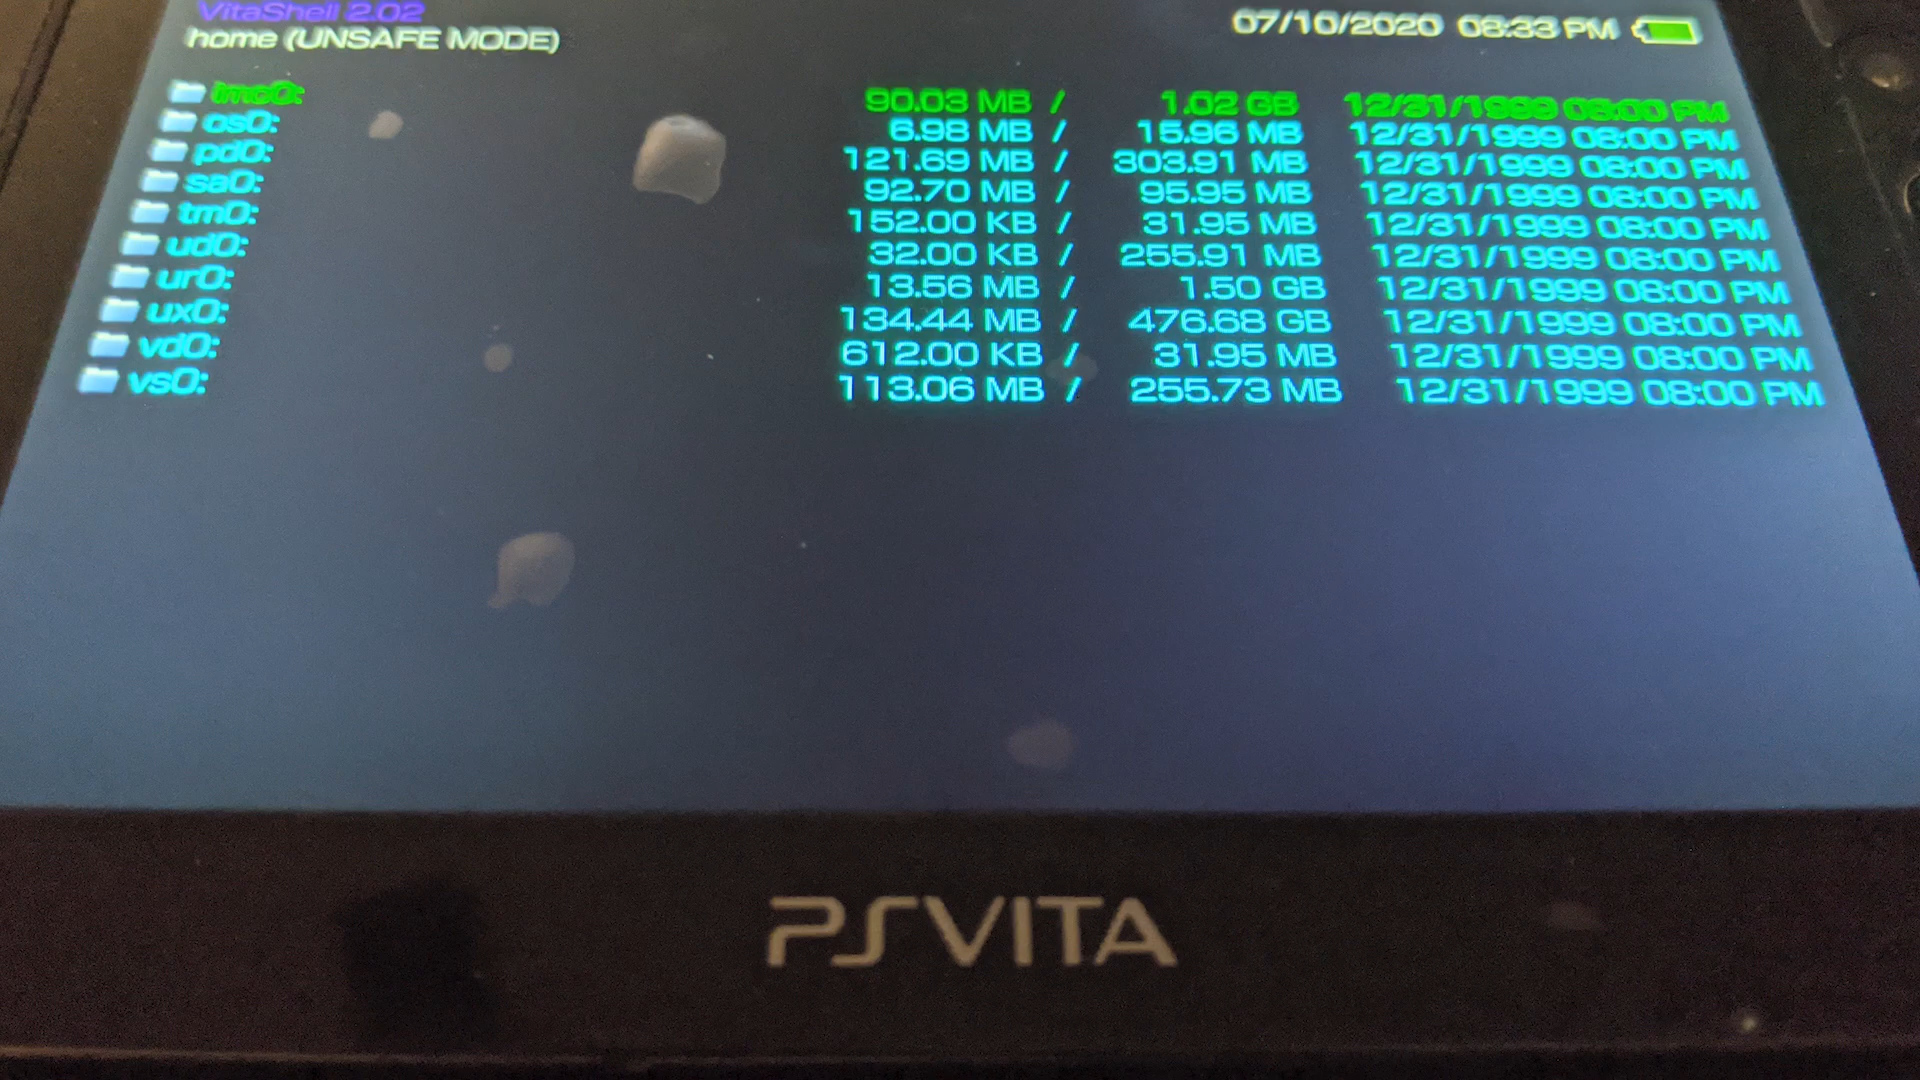 VitaShell 2.02
07/10/2020 08:33 PM
home (UNSAFE MODE)
imc0: 90.03 MB / 1.02 GB 12/31/1999 08:00 PM
os0: 6.98 MB / 15.96 MB 12/31/1999 08:00 PM
pd0: 121.69 MB / 303.91 MB 12/31/1999 08:00 PM
sa0: 92.70 MB / 95.95 MB 12/31/1999 08:00 PM
tm0: 152.00 KB / 31.95 MB 12/31/1999 08:00 PM
ud0: 32.00 KB / 255.91 MB 12/31/1999 08:00 PM
ur0: 13.56 MB / 1.50 GB 12/31/1999 08:00 PM
ux0: 134.44 MB / 476.68 GB 12/31/1999 08:00 PM
vd0: 612.00 KB / 31.95 MB 12/31/1999 08:00 PM
vs0: 113.06 MB / 255.73 MB 12/31/1999 08:00 PM
PSVITA